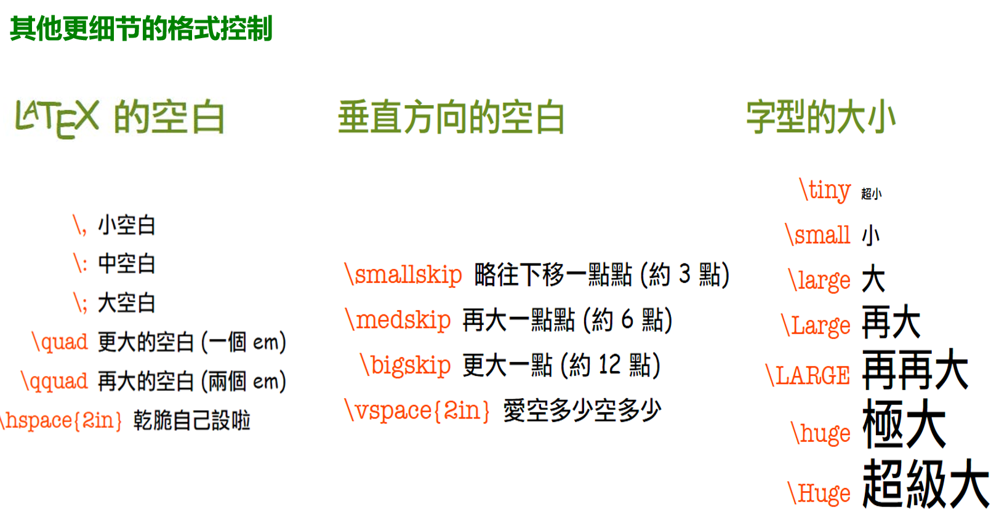 其他更细节的格式控制
LATEX 的空白
\, 小空白
\: 中空白
\; 大空白
\quad 更大的空白 (一個 em)
\qquad 再大的空白 (兩個 em)
\hspace{2in} 乾脆自己設啦
垂直方向的空白
\smallskip 略往下移一點點 (約 3 點)
\medskip 再大一點點 (約 6 點)
\bigskip 更大一點 (約 12 點)
\vspace{2in} 愛空多少空多少
字型的大小
\tiny 超小
\small 小
\large 大
\Large 再大
\LARGE 再再大
\huge 極大
\Huge 超級大